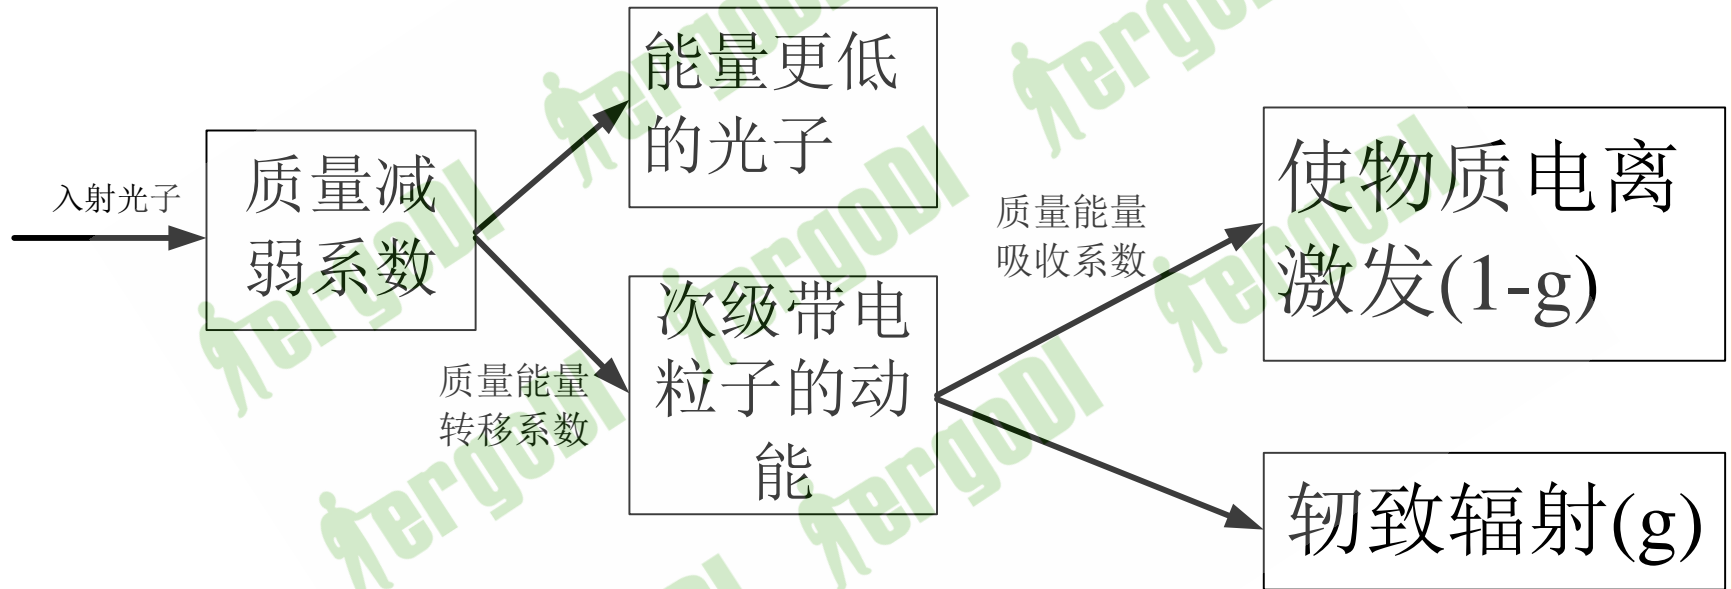 入射光子
质量减
弱系数
能量更低
的光子
质量能量
转移系数
次级带电
粒子的动
能
质量能量
吸收系数
使物质电离
激发(1-g)
轫致辐射(g)